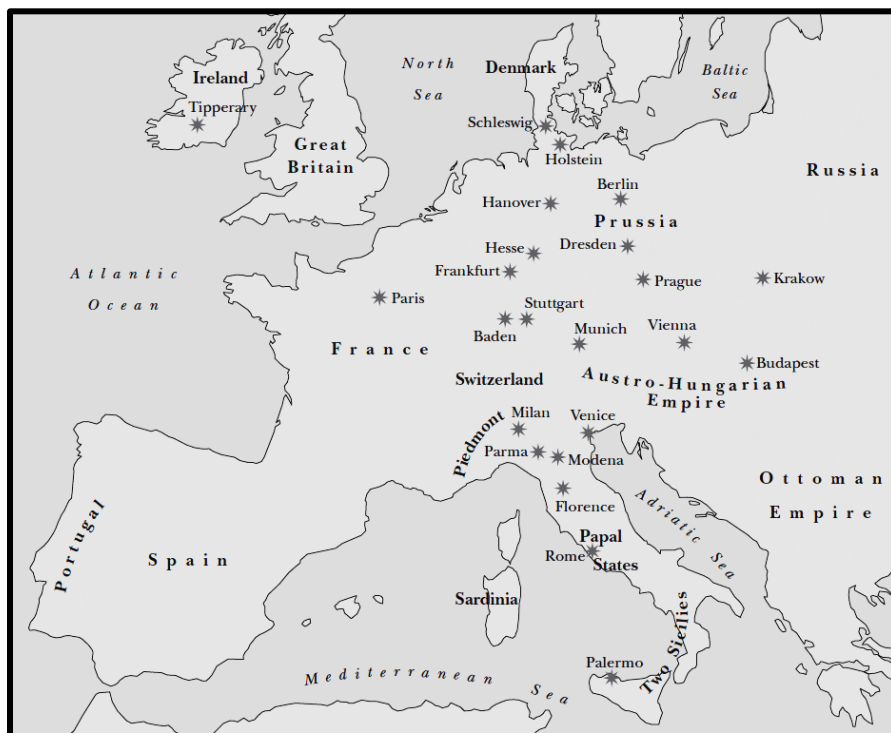 North
Sea
Denmark
Baltic
Sea
Ireland
Tipperary
Schleswig
Great
Britain
Holstein
Russia
Berlin
Hanover
Prussia
Hesse
Dresden
Frankfurt
Atlantic
Ocean
Prague
Krakow
Paris
Stuttgart
Baden
Munich
Vienna
France
Budapest
Switzerland
Austro-Hungarian
Empire
Milan
Venice
Piedmont
Parma
Modena
Ottoman
Empire
Florence
Adriatic Sea
Portugal
Spain
Papal
States
Rome
Sardinia
Two Sicilies
Palermo
Mediterranean Sea